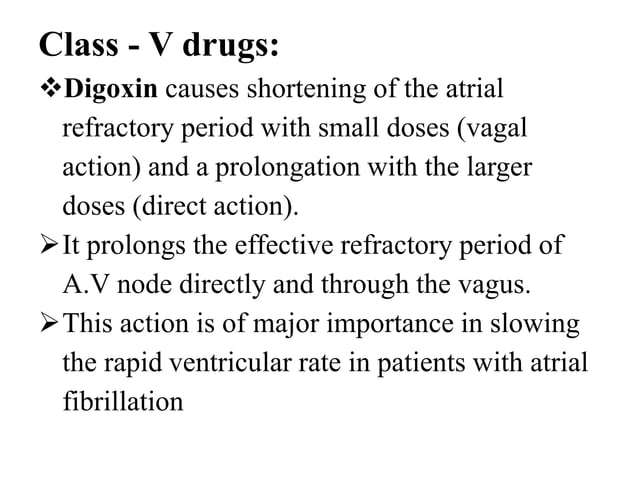 Class - V drugs:
❖Digoxin causes shortening of the atrial
refractory period with small doses (vagal
action) and a prolongation with the larger
doses (direct action).
➢It prolongs the effective refractory period of
A.V node directly and through the vagus.
➢This action is of major importance in slowing
the rapid ventricular rate in patients with atrial
fibrillation